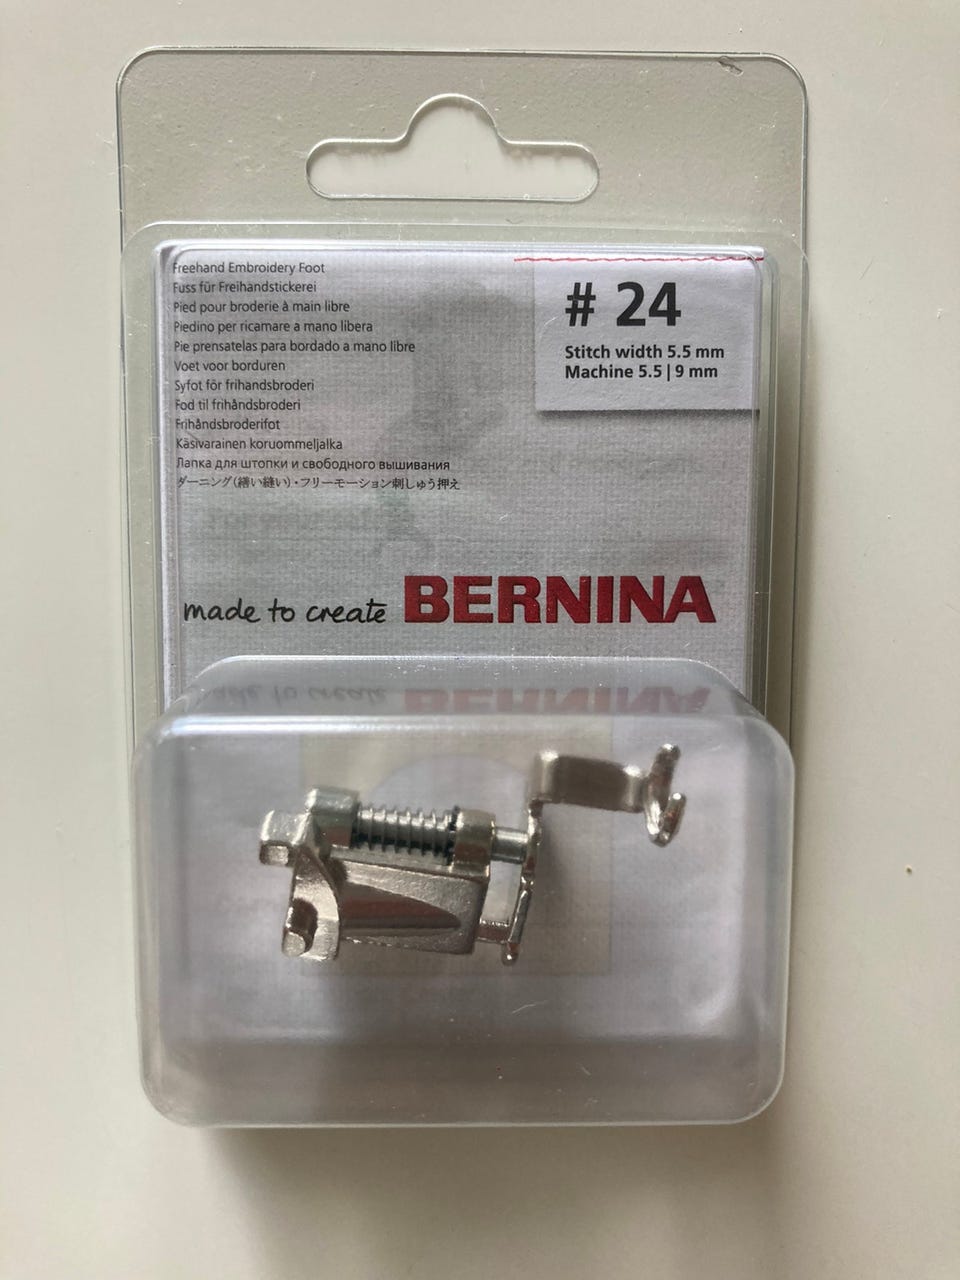 Freehand Embroidery Foot
Fuss für Freihandstickerei
Pied pour broderie à main libre
Piedino per ricamare a mano libera
Pie prensatelas para bordado a mano libre
Voet voor borduren
Syfot för frihandsbroderi
Fod til frihåndsbroderi
Frihåndsbroderifot
Käsivarainen koruommeljalka
Лапка для штопки и свободного вышивания
ダーニング(繕い縫い)・フリーモーション刺しゅう押え
# 24
Stitch width 5.5 mm
Machine 5.5 | 9 mm
made to create BERNINA